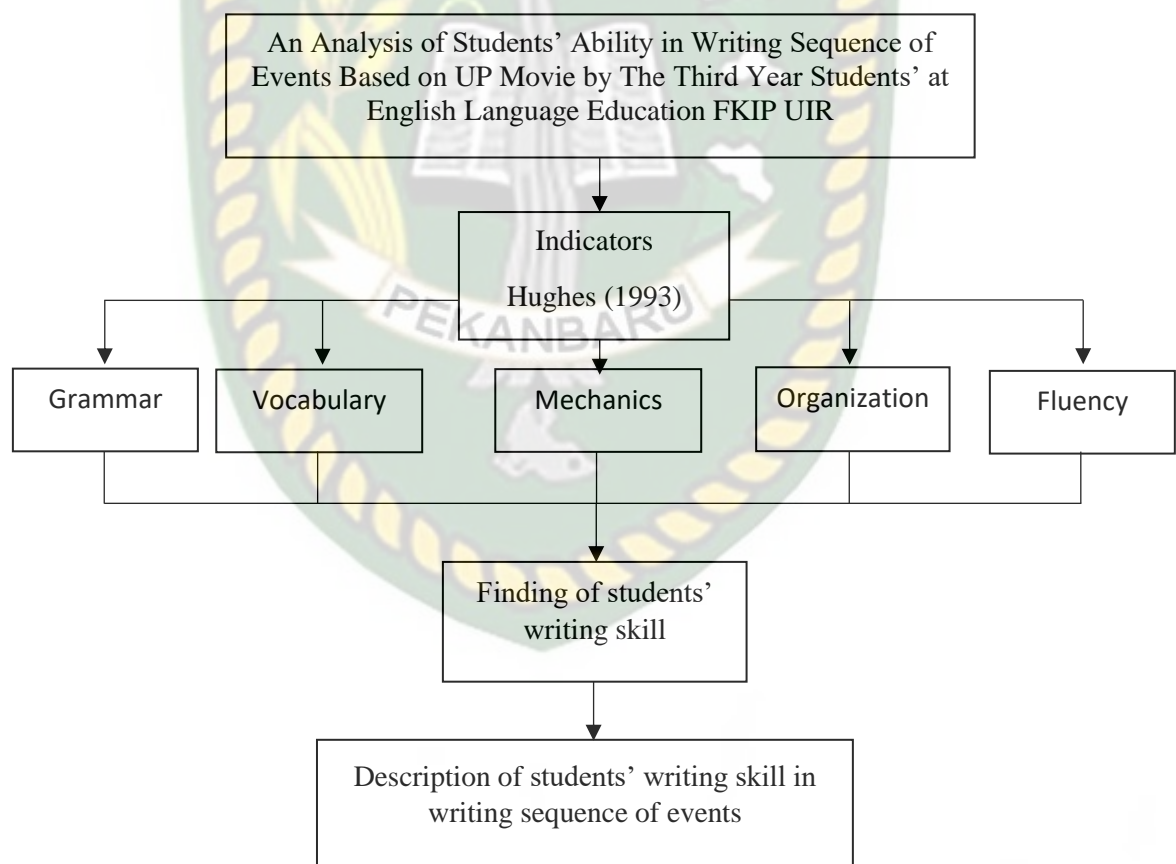 An Analysis of Students’ Ability in Writing Sequence of
Events Based on UP Movie by The Third Year Students’ at
English Language Education FKIP UIR
Indicators
Hughes (1993)
PEKANBARU
Grammar
Vocabulary
Mechanics
Organization
Fluency
Finding of students’
writing skill
Description of students’ writing skill in
writing sequence of events